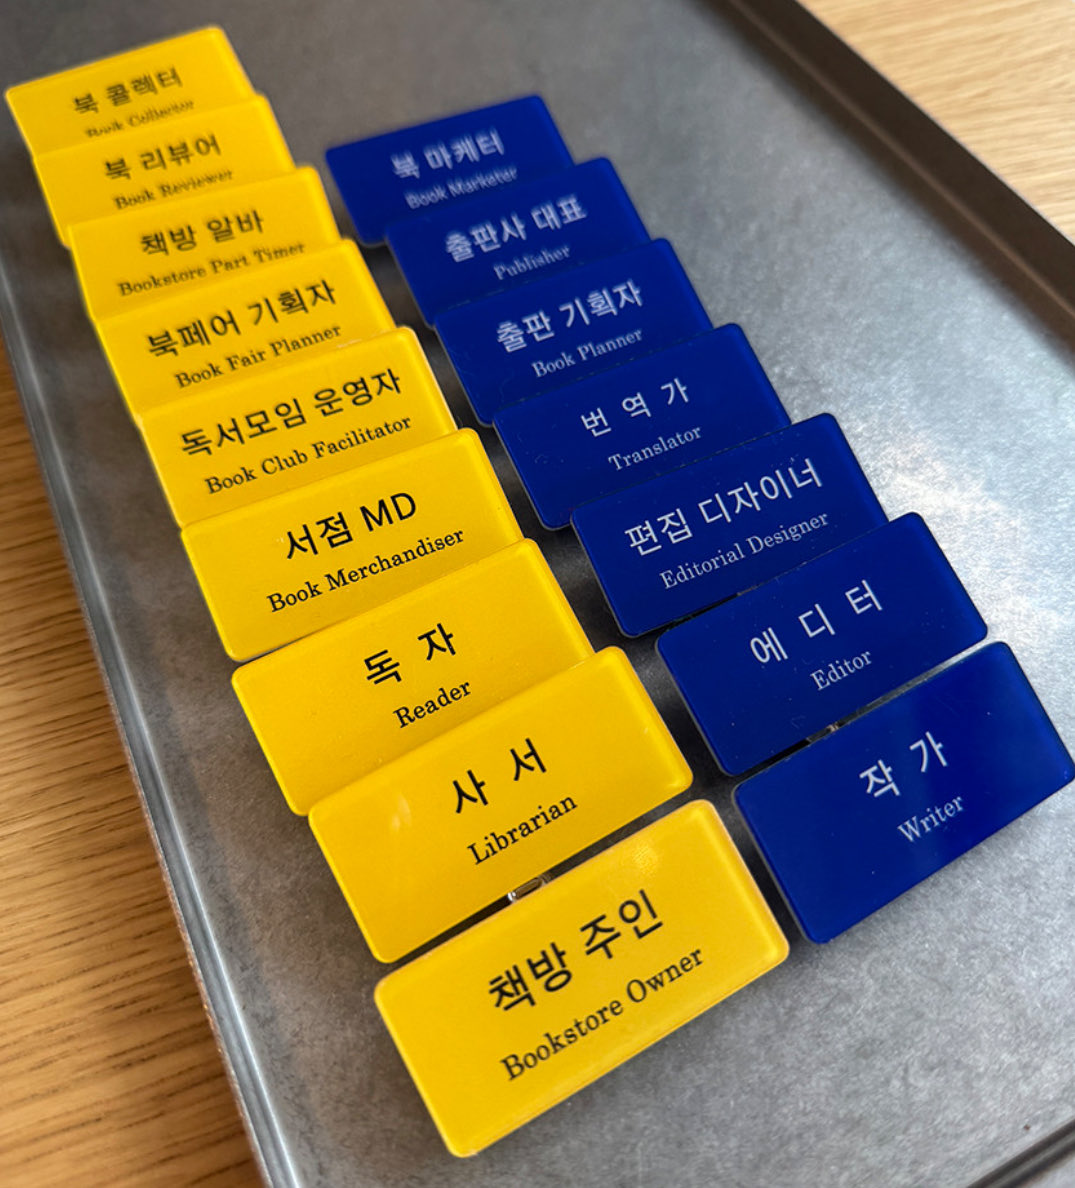 북 콜렉터
Book Collector
북 리뷰어
Book Reviewer
책방 알바
Bookstore Part Timer
북페어 기획자
Book Fair Planner
독서모임 운영자
Book Club Facilitator
서점 MD
Book Merchandiser
독 자
Reader
사 서
Librarian
책방 주인
Bookstore Owner
북 마케터
Book Marketer
출판사 대표
Publisher
출판 기획자
Book Planner
번 역 가
Translator
편집 디자이너
Editorial Designer
에 디 터
Editor
작 가
Writer